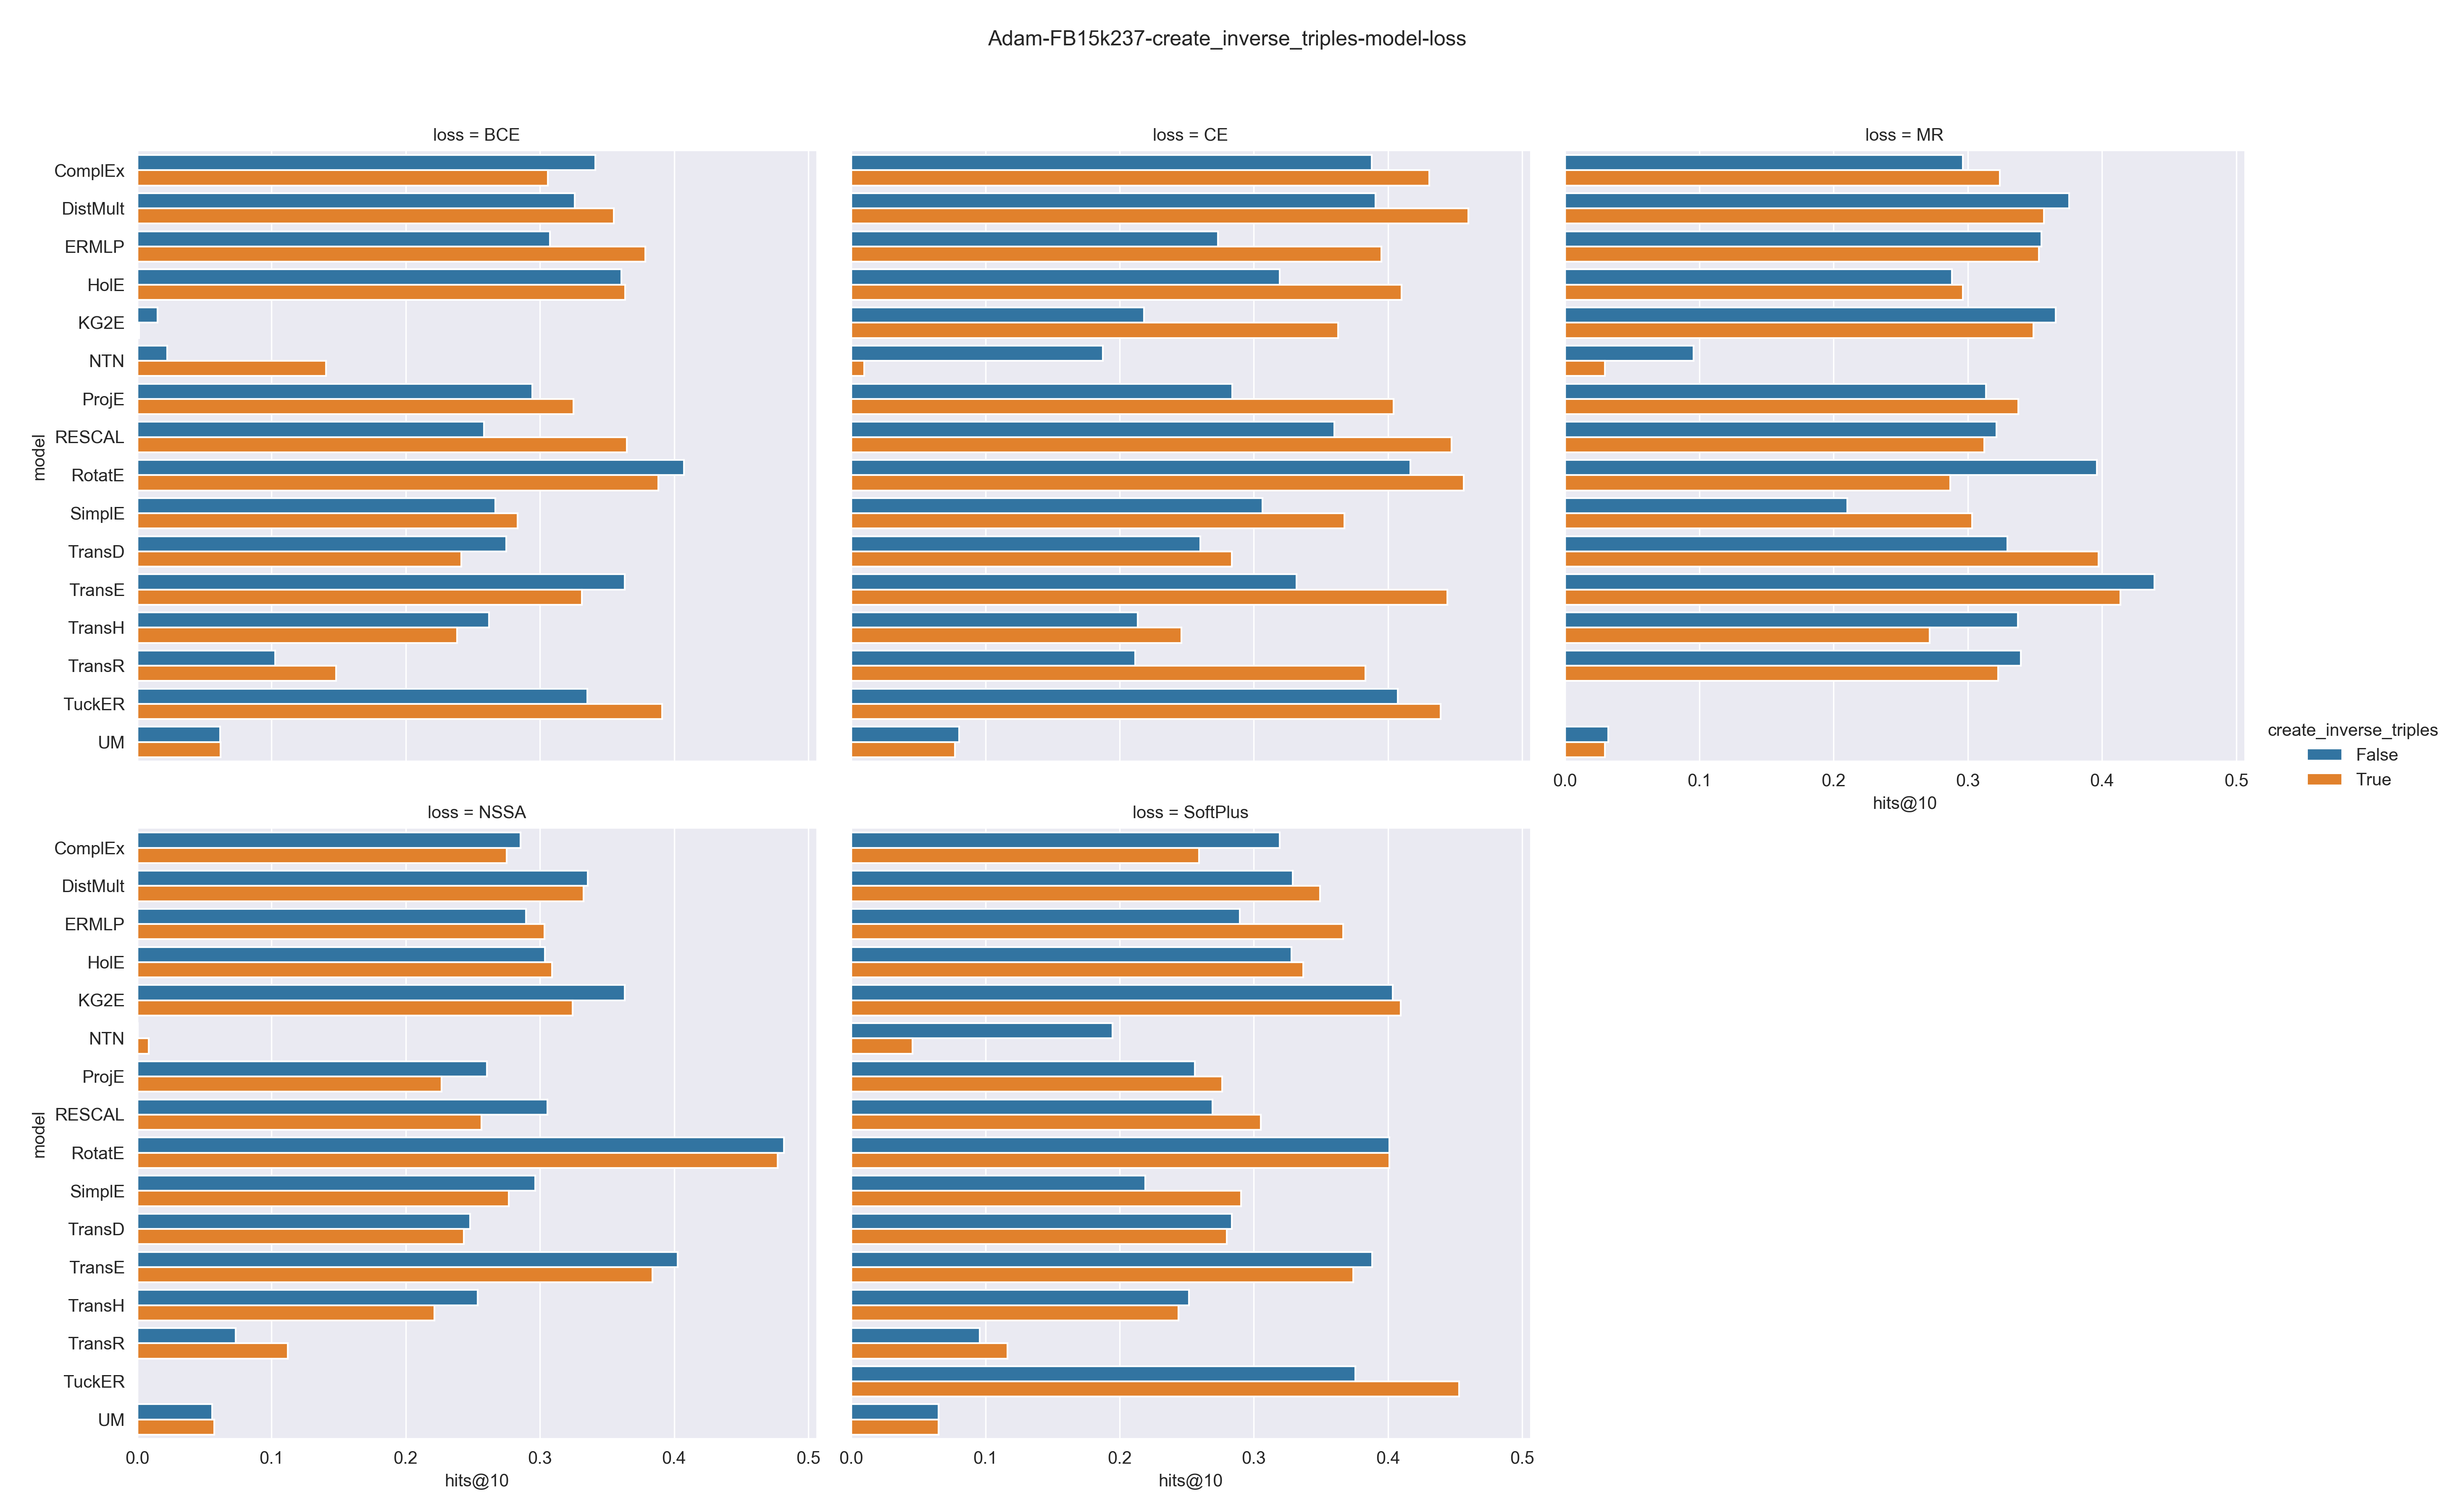 Adam-FB15k237-create_inverse_triples-model-loss
loss = BCE
loss = CE
loss = MR
model
ComplEx
DistMult
ERMLP
HolE
KG2E
NTN
ProjE
RESCAL
RotatE
SimplE
TransD
TransE
TransH
TransR
TuckER
UM
0.0 0.1 0.2 0.3 0.4 0.5
hits@10
create_inverse_triples
False
True
loss = NSSA
loss = SoftPlus
model
ComplEx
DistMult
ERMLP
HolE
KG2E
NTN
ProjE
RESCAL
RotatE
SimplE
TransD
TransE
TransH
TransR
TuckER
UM
0.0 0.1 0.2 0.3 0.4 0.5
hits@10
0.0 0.1 0.2 0.3 0.4 0.5
hits@10